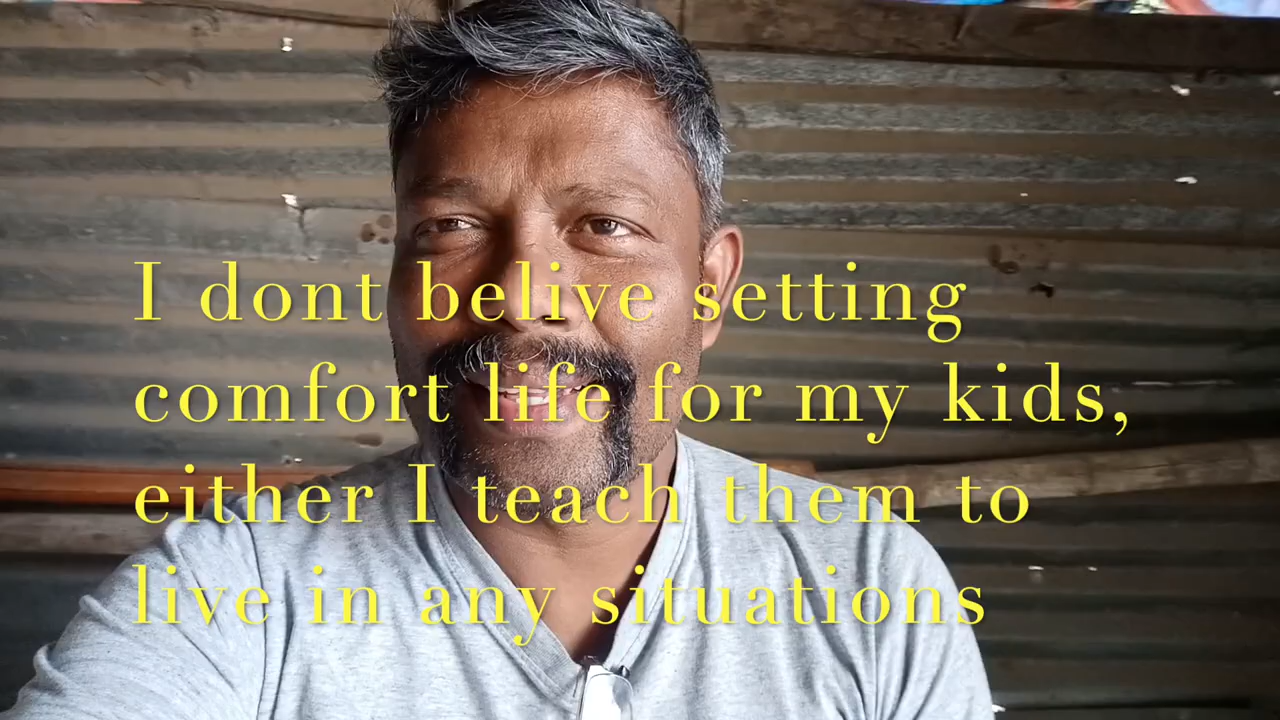 I dont belive setting
comfort life for my kids,
either I teach them to
live in any situations